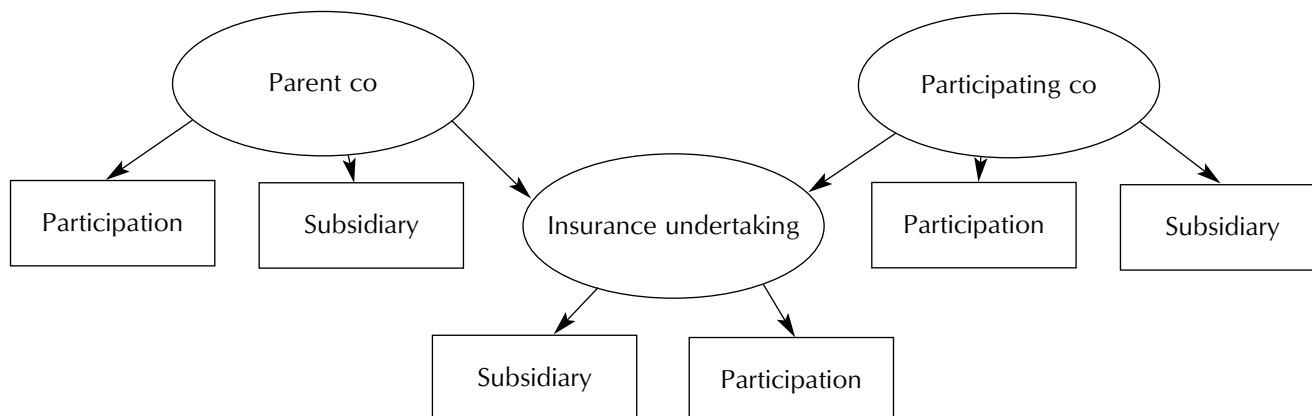 Parent co
Participating co
Participation
Subsidiary
Insurance undertaking
Participation
Subsidiary
Subsidiary
Participation